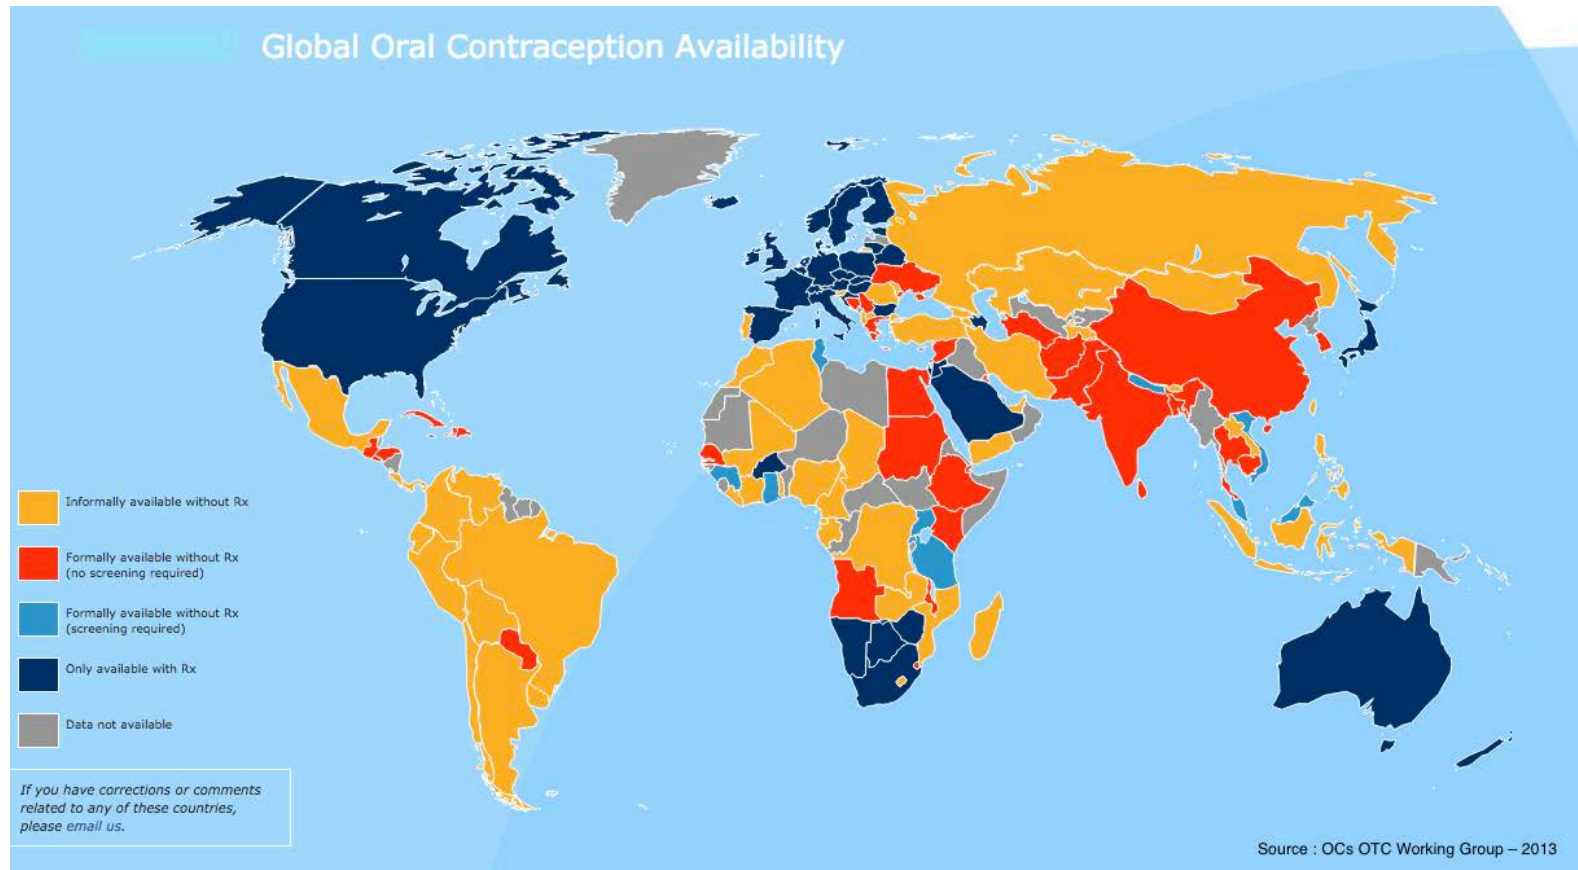 Global Oral Contraception Availability
Informally available without Rx
Formally available without Rx
(no screening required)
Formally available without Rx
(screening required)
Only available with Rx
Data not available
If you have corrections or comments
related to any of these countries,
please email us.
Source : OCs OTC Working Group – 2013